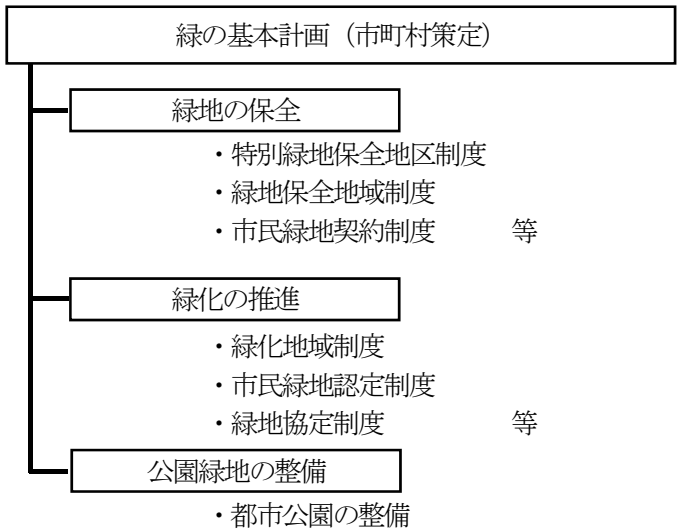 緑の基本計画（市町村策定）
緑地の保全
・特別緑地保全地区制度
・緑地保全地域制度
・市民緑地契約制度　　　等
緑化の推進
・緑化地域制度
・市民緑地認定制度
・緑地協定制度　　　　　等
公園緑地の整備
・都市公園の整備